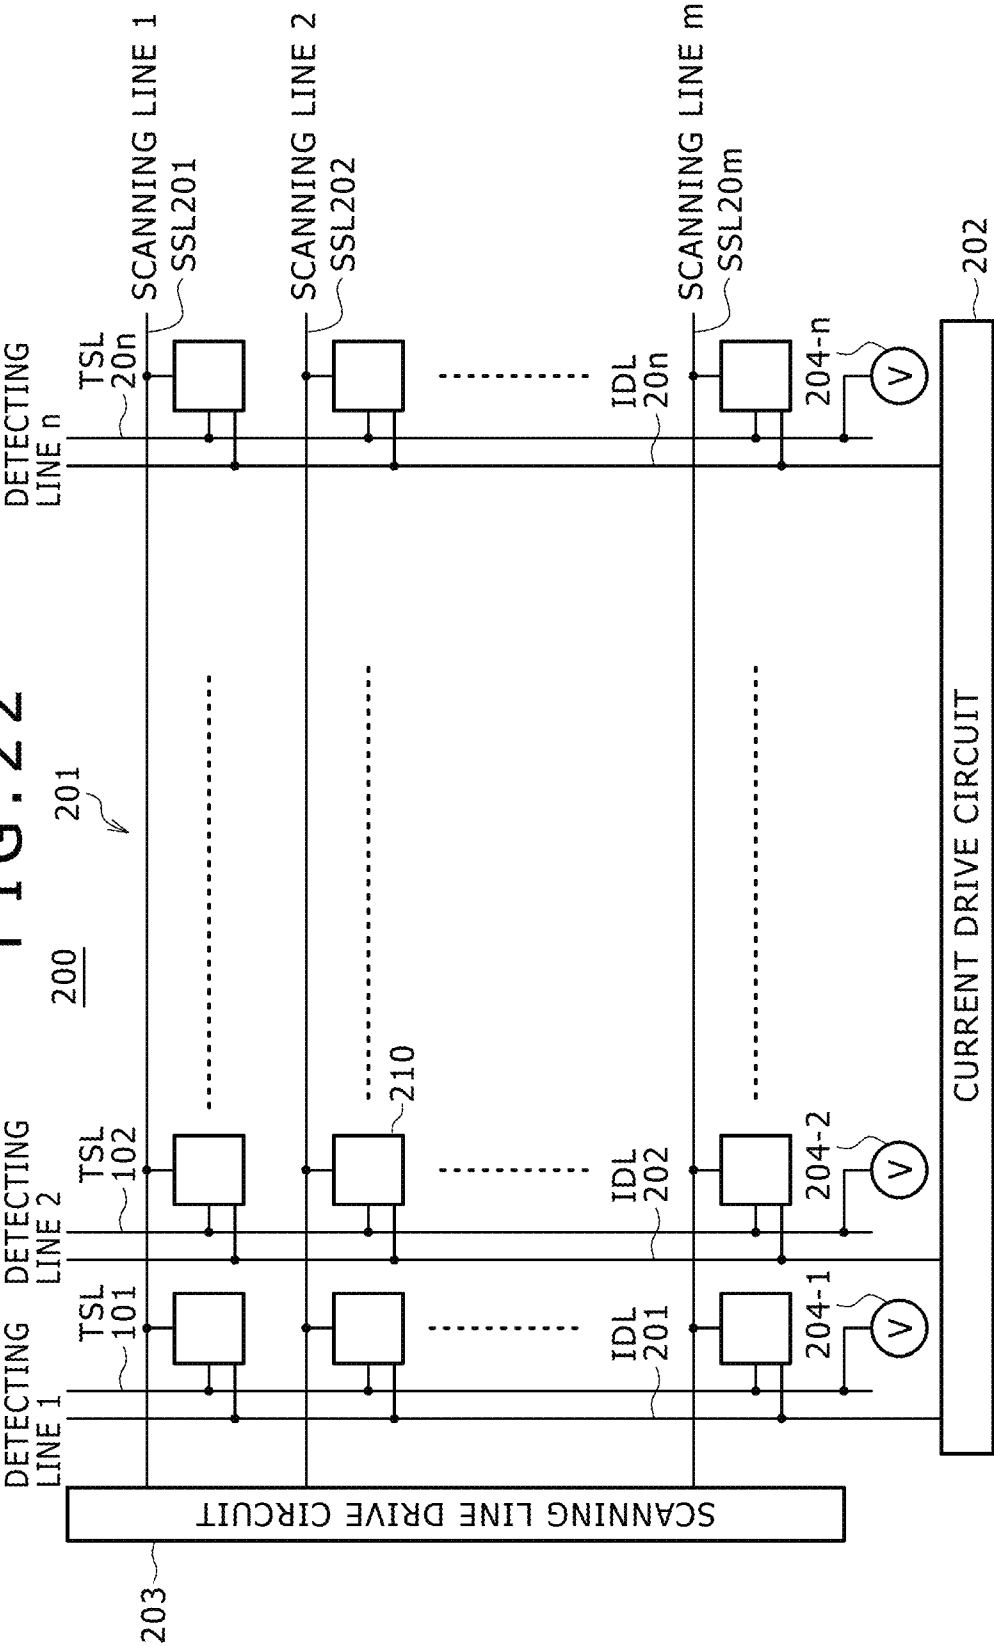 FIG.22
200
201
DETECTING
LINE 1
DETECTING
LINE 2
DETECTING
LINE n
TSL
101
TSL
102
TSL
20n
SCANNING LINE 1
SSL201
SCANNING LINE 2
SSL202
210
SCANNING LINE m
SSL20m
IDL
201
IDL
202
IDL
20n
204-1
204-2
204-n
V
V
V
203
SCANNING LINE DRIVE CIRCUIT
CURRENT DRIVE CIRCUIT
202